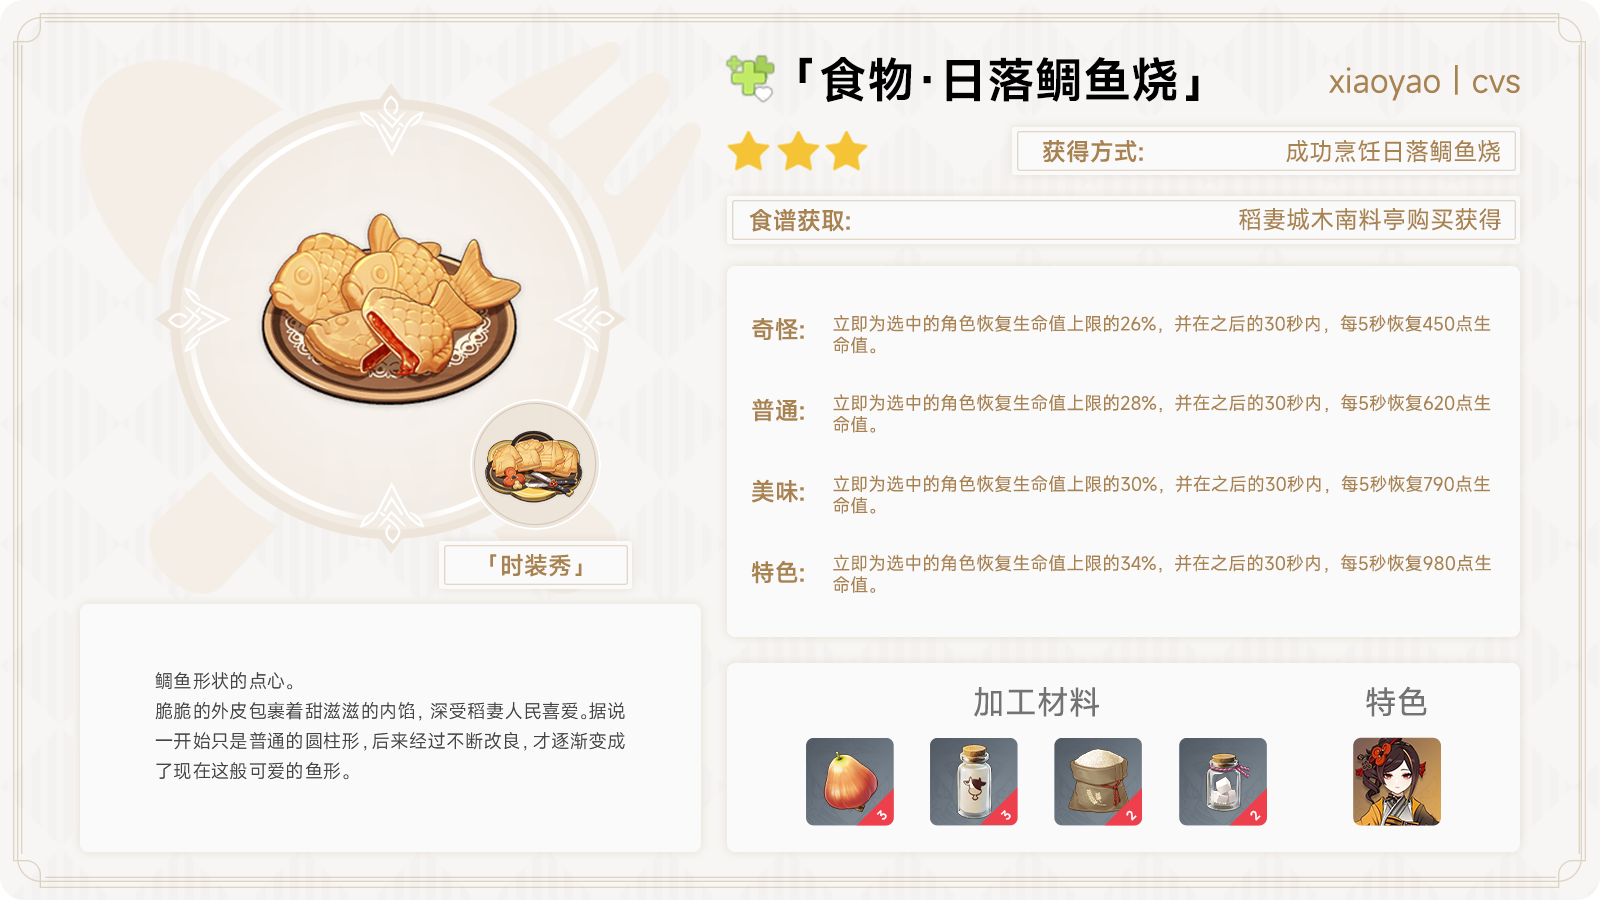 「食物·日落鲷鱼烧」
xiaoyao | cvs
获得方式: 成功烹饪日落鲷鱼烧
食谱获取: 稻妻城木南料亭购买获得
奇怪: 立即为选中的角色恢复生命值上限的26%，并在之后的30秒内，每5秒恢复450点生
命值。
普通: 立即为选中的角色恢复生命值上限的28%，并在之后的30秒内，每5秒恢复620点生
命值。
美味: 立即为选中的角色恢复生命值上限的30%，并在之后的30秒内，每5秒恢复790点生
命值。
特色: 立即为选中的角色恢复生命值上限的34%，并在之后的30秒内，每5秒恢复980点生
命值。
「时装秀」
鲷鱼形状的点心。
脆脆的外皮包裹着甜滋滋的内馅，深受稻妻人民喜爱。据说
一开始只是普通的圆柱形，后来经过不断改良，才逐渐变成
了现在这般可爱的鱼形。
加工材料
3
3
2
2
特色